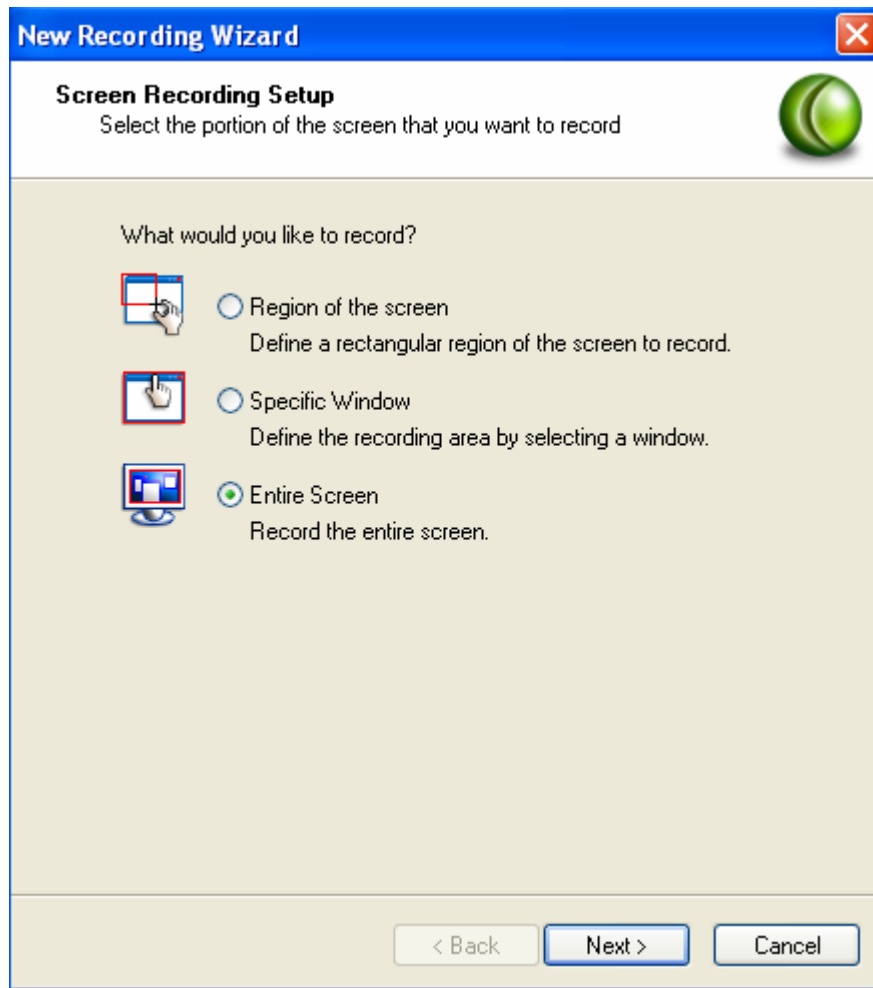 New Recording Wizard
Screen Recording Setup
Select the portion of the screen that you want to record
What would you like to record?
Region of the screen
Define a rectangular region of the screen to record.
Specific Window
Define the recording area by selecting a window.
Entire Screen
Record the entire screen.
< Back
Next >
Cancel